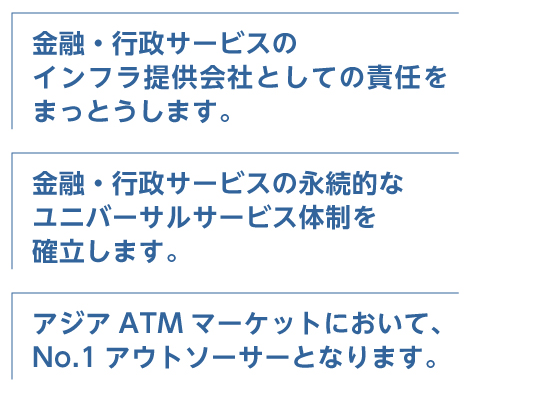 金融・行政サービスの
インフラ提供会社としての責任を
まっとうします。
金融・行政サービスの永続的な
ユニバーサルサービス体制を
確立します。
アジア ATM マーケットにおいて、
No.1 アウトソーサーとなります。